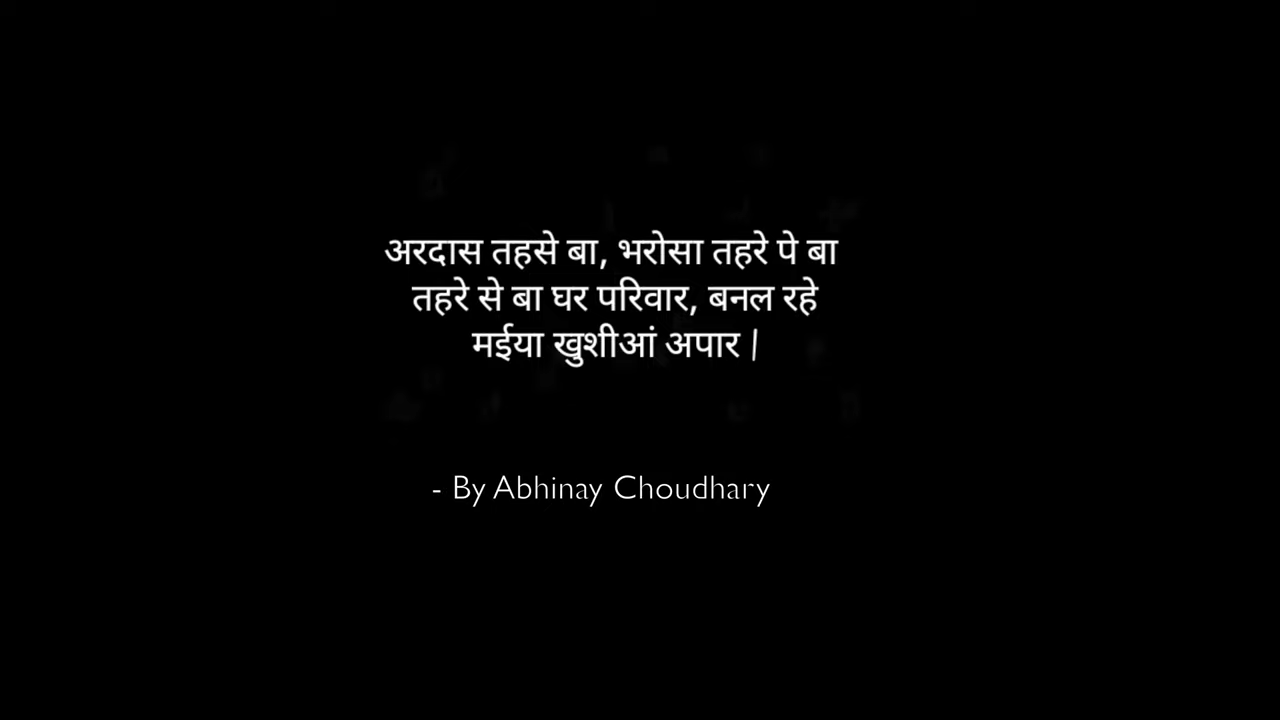 अरदास तहसे बा, भरोसा तहरे पे बा
तहरे से बा घर परिवार, बनल रहे
मईया खुशीआं अपार |
- By Abhinay Choudhary